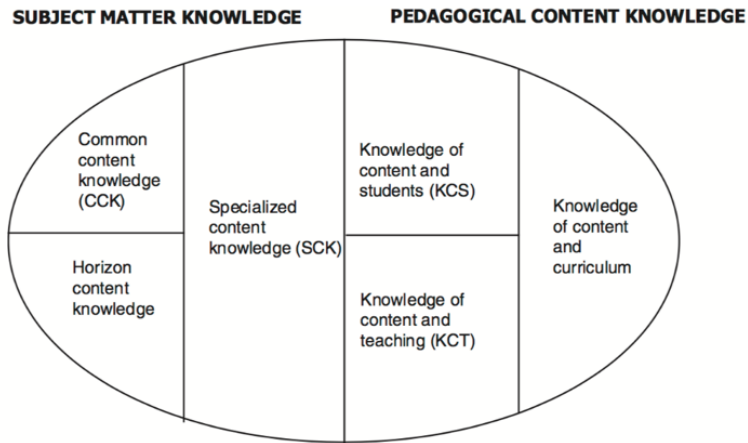 SUBJECT MATTER KNOWLEDGE
PEDAGOGICAL CONTENT KNOWLEDGE
Common
content
knowledge
(CCK)
Horizon
content
knowledge
Specialized
content
knowledge (SCK)
Knowledge of
content and
students (KCS)
Knowledge of
content and
teaching (KCT)
Knowledge
of content
and
curriculum